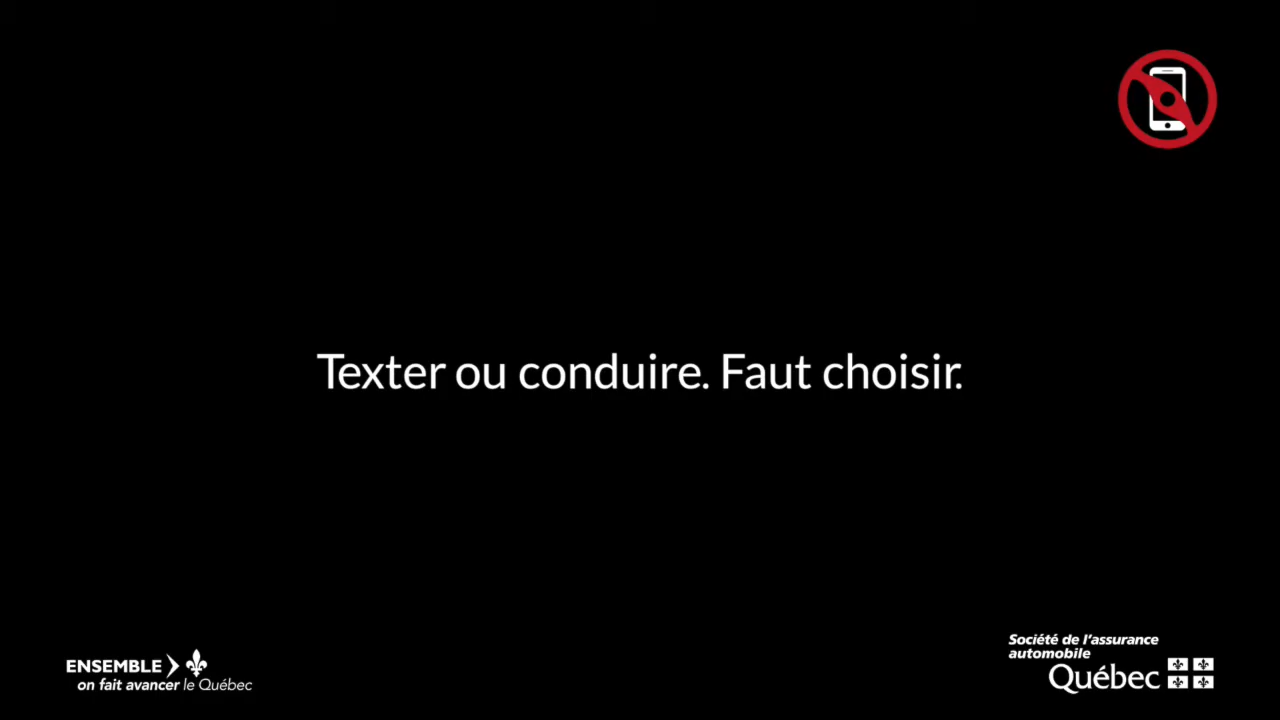 Texter ou conduire. Faut choisir.
ENSEMBLE
on fait avancer le Québec
Société de l'assurance
automobile
Québec